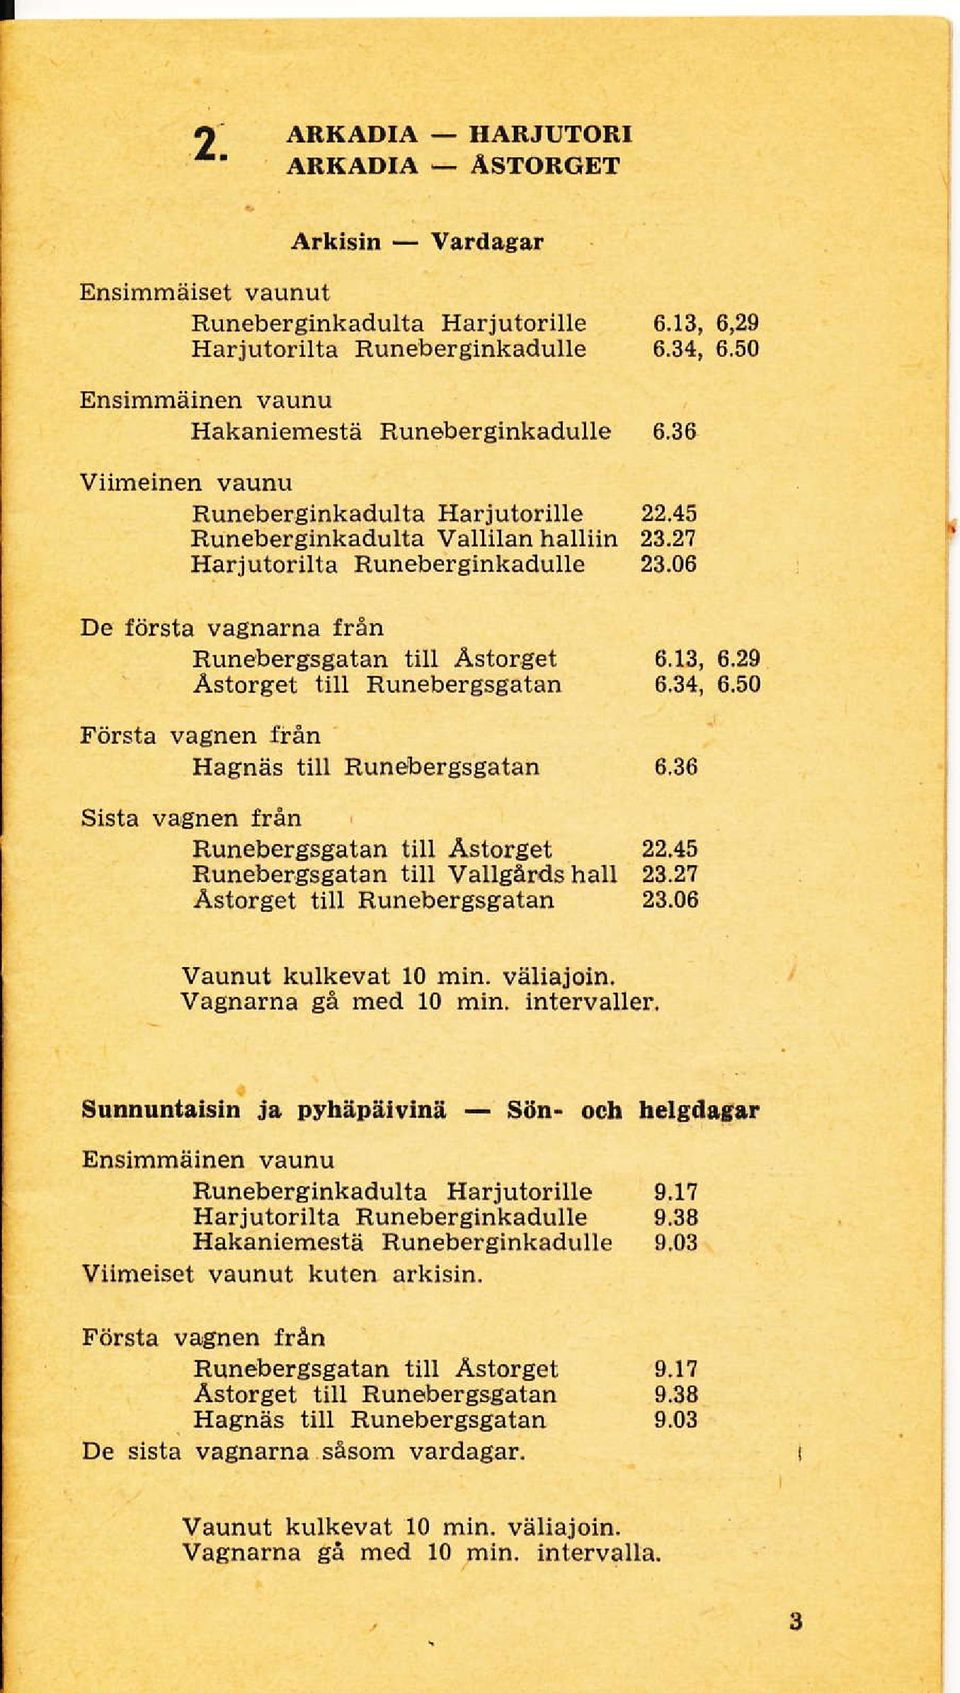 2. ARKADIA — HARJUTORI
ARKADIA — ÅSTORGET
Arkisin — Vardagar
Ensimmäiset vaunut
Runeberginkadulta Harjutorille 6.13, 6,29
Harjutorilta Runeberginkadulle 6.34, 6.50
Ensimmäinen vaunu
Hakaniemestä Runeberginkadulle 6.36
Viimeinen vaunu
Runeberginkadulta Harjutorille 22.45
Runeberginkadulta Vallilan halliin 23.27
Harjutorilta Runeberginkadulle 23.06
De första vagnarna från
Runebergsgatan till Åstorget 6.13, 6.29
Åstorget till Runebergsgatan 6.34, 6.50
Första vagnen från
Hagnäs till Runebergsgatan 6.36
Sista vagnen från
Runebergsgatan till Åstorget 22.45
Runebergsgatan till Vallgårds hall 23.27
Åstorget till Runebergsgatan 23.06
Vaunut kulkevat 10 min. väliajoin.
Vagnarna gå med 10 min. intervaller.
Sunnuntaisin ja pyhäpäivinä — Sön- och helgdagar
Ensimmäinen vaunu
Runeberginkadulta Harjutorille 9.17
Harjutorilta Runeberginkadulle 9.38
Hakaniemestä Runeberginkadulle 9.03
Viimeiset vaunut kuten arkisin.
Första vagnen från
Runebergsgatan till Åstorget 9.17
Åstorget till Runebergsgatan 9.38
Hagnäs till Runebergsgatan 9.03
De sista vagnarna såsom vardagar.
Vaunut kulkevat 10 min. väliajoin.
Vagnarna gå med 10 min. intervalla.
3